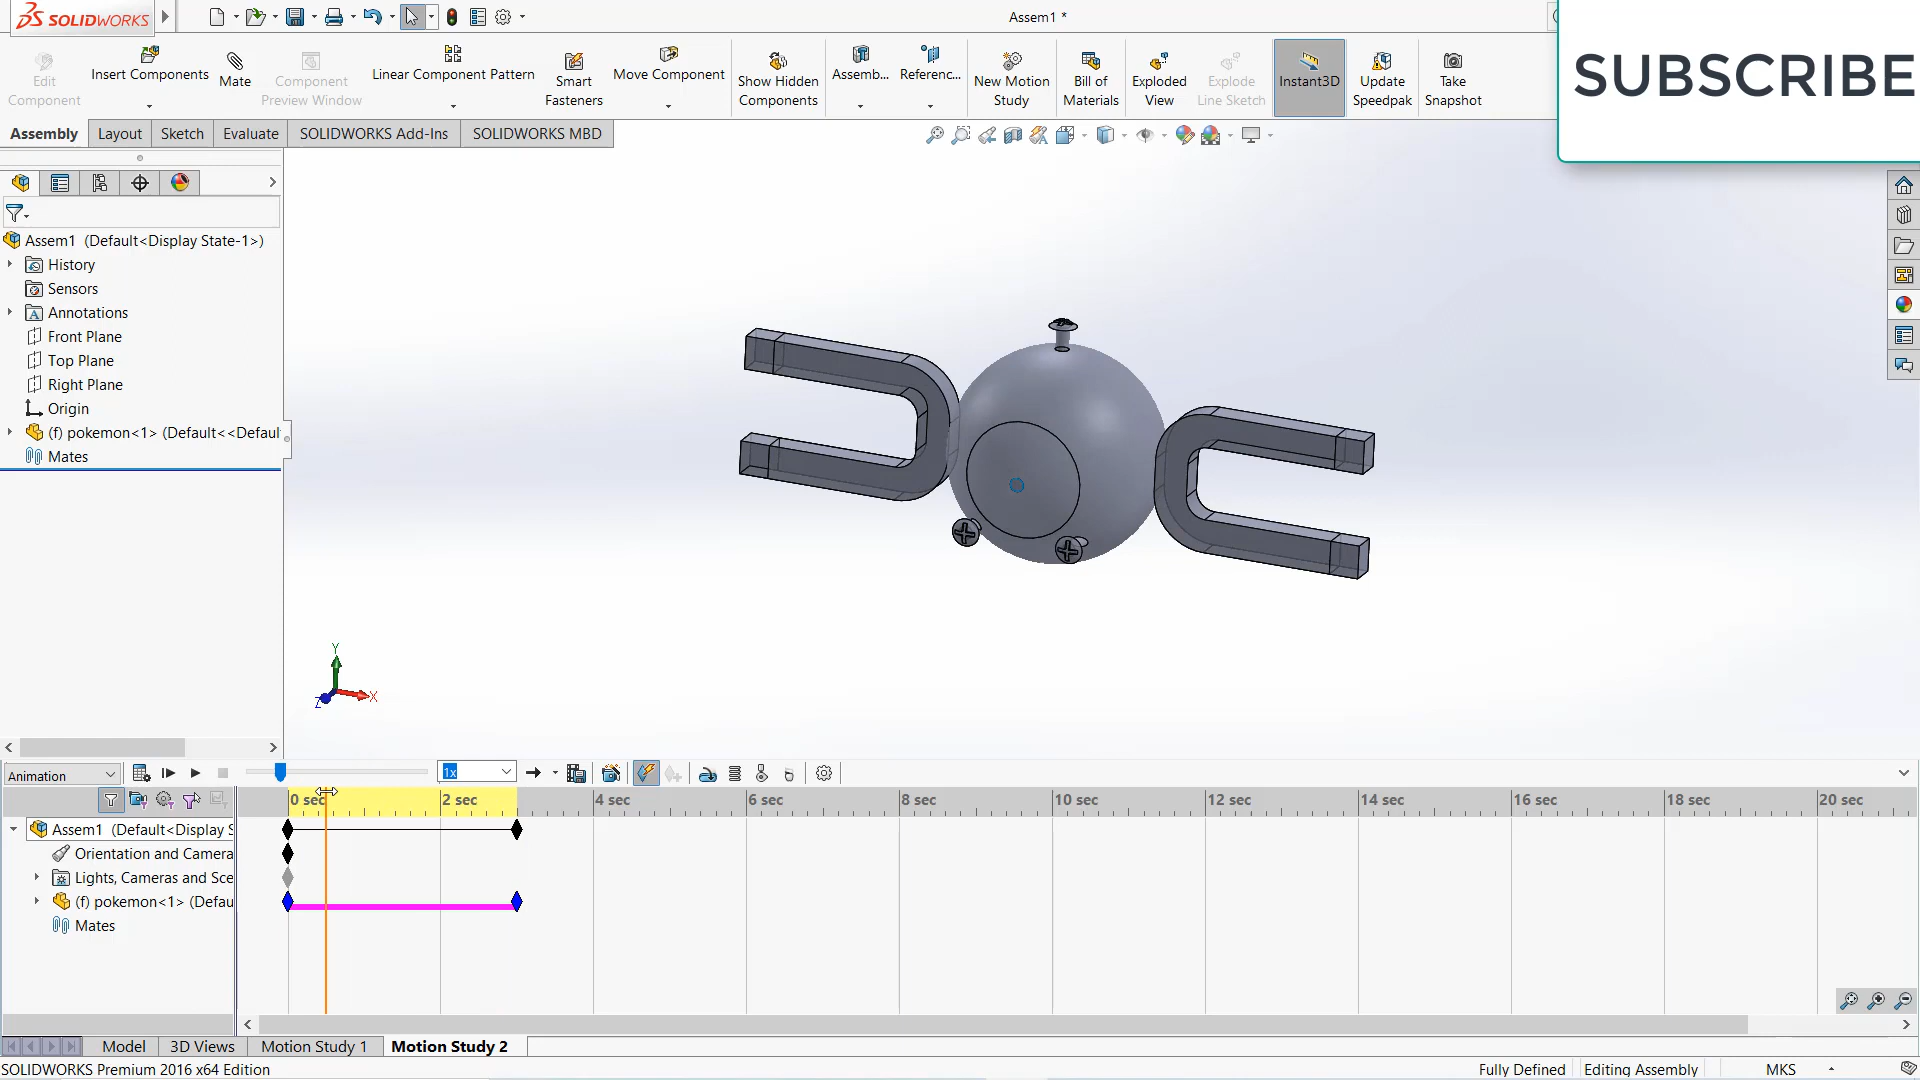 SOLIDWORKS
Assem1 *
SUBSCRIBE
Edit Component
Insert Components
Mate
Component Preview Window
Linear Component Pattern
Smart Fasteners
Move Component
Show Hidden Components
Assemb...
Referenc...
New Motion Study
Bill of Materials
Exploded View
Explode Line Sketch
Instant3D
Update Speedpak
Take Snapshot
Assembly
Layout
Sketch
Evaluate
SOLIDWORKS Add-Ins
SOLIDWORKS MBD
Assem1 (Default<Display State-1>)
History
Sensors
A Annotations
Front Plane
Top Plane
Right Plane
Origin
(f) pokemon<1> (Default<<Defaul
Mates
Y
X
Z
Animation
1x
0 sec
2 sec
4 sec
6 sec
8 sec
10 sec
12 sec
14 sec
16 sec
18 sec
20 sec
Assem1 (Default<Display S
Orientation and Camera
Lights, Cameras and Sce
(f) pokemon<1> (Defau
Mates
Model
3D Views
Motion Study 1
Motion Study 2
SOLIDWORKS Premium 2016 x64 Edition
Fully Defined
Editing Assembly
MKS